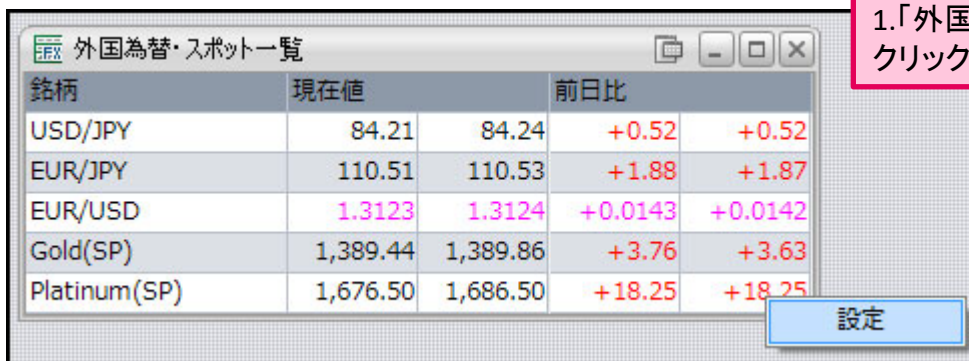 1.「外国
クリック
外国為替・スポット一覧
銘柄 現在値 前日比
USD/JPY 84.21 84.24 +0.52 +0.52
EUR/JPY 110.51 110.53 +1.88 +1.87
EUR/USD 1.3123 1.3124 +0.0143 +0.0142
Gold(SP) 1,389.44 1,389.86 +3.76 +3.63
Platinum(SP) 1,676.50 1,686.50 +18.25 +18.25
設定